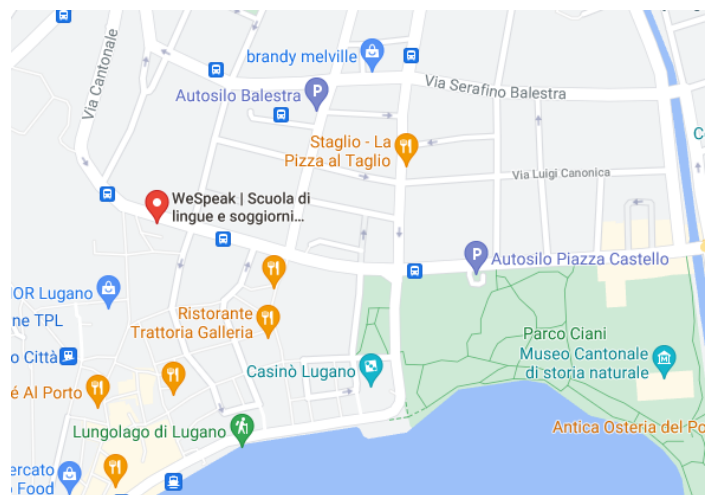 brandy melville
Via Cantonale
Via Serafino Balestra
Autosilo Balestra
P
Staglio - La
Pizza al Taglio
C
Via Luigi Canonica
WeSpeak | Scuola di
lingue e soggiorni...
P
Autosilo Piazza Castello
IOR Lugano
ne TPL
Ristorante
Trattoria Galleria
Parco Ciani
Museo Cantonale
di storia naturale
o Città
Casinò Lugano
é Al Porto
Lungolago di Lugano
Antica Osteria del Po
ercato
o Food